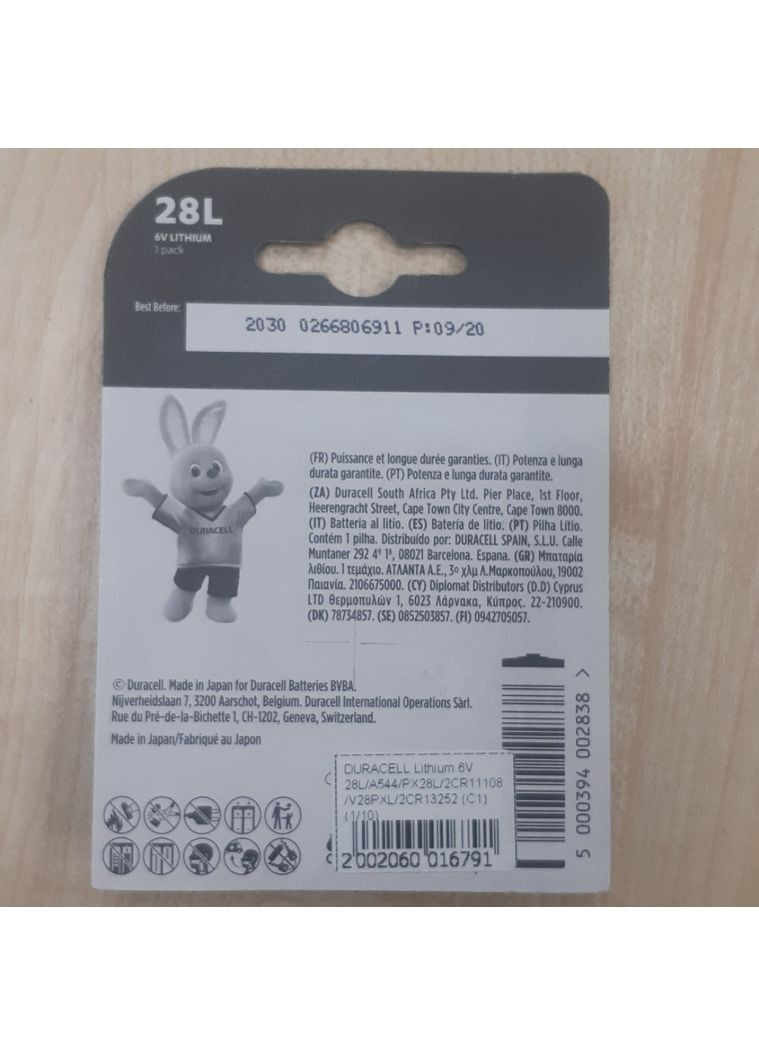 28L
6V LITHIUM
1 pack
Best Before:
2030 0266806911 P:09/20
DURACELL
(FR) Puissance et longue durée garanties. (IT) Potenza e lunga
durata garantite. (PT) Potenza e lunga durata garantite.
(ZA) Duracell South Africa Pty Ltd. Pier Place, 1st Floor,
Heerengracht Street, Cape Town City Centre, Cape Town 8000.
(IT) Batteria al litio. (ES) Batería de litio. (PT) Pilha Lítio.
Contém 1 pilha. Distribuído por: DURACELL SPAIN, S.L.U. Calle
Muntaner 292 4º 1ª, 08021 Barcelona. Espana. (GR) Μπαταρία
λιθίου. 1 τεμάχιο. ΑΤΛΑΝΤΑ Α.Ε., 3º χλμ Λ.Μαρκοπούλου, 19002
Παιανία. 2106675000. (CY) Diplomat Distributors (D.D) Cyprus
LTD Θερμοπυλών 1, 6023 Λάρνακα, Κύπρος. 22-210900.
(DK) 78734857. (SE) 0852503857. (FI) 0942705057.
© Duracell. Made in Japan for Duracell Batteries BVBA.
Nijverheidslaan 7, 3200 Aarschot, Belgium. Duracell International Operations Sàrl.
Rue du Pré-de-la-Bichette 1, CH-1202, Geneva, Switzerland.
Made in Japan/Fabriqué au Japon
5 000394 002838 >
DURACELL Lithium 6V
28L/A544/PX28L/2CR11108
/V28PXL/2CR13252 (C1)
(1/10)
2 002060 016791